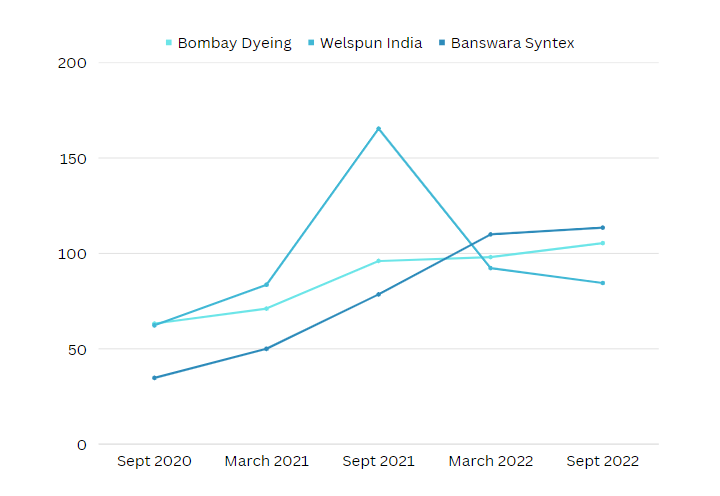 Bombay Dyeing Welspun India Banswara Syntex
200
150
100
50
0
Sept 2020 March 2021 Sept 2021 March 2022 Sept 2022